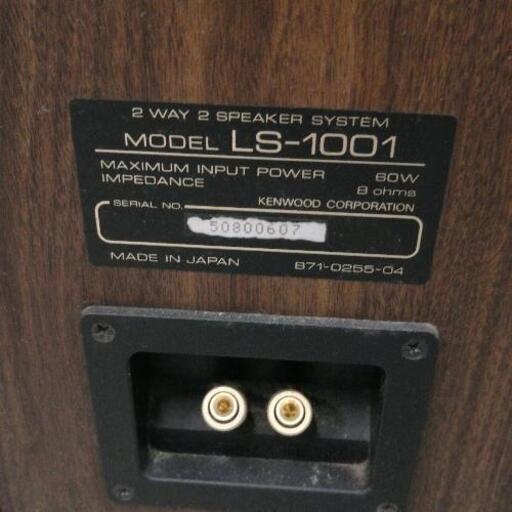 2 WAY 2 SPEAKER SYSTEM
MODEL LS-1001
MAXIMUM INPUT POWER 60W
IMPEDANCE 8 ohms
KENWOOD CORPORATION
SERIAL NO. 50800607
MADE IN JAPAN B71-0255-04